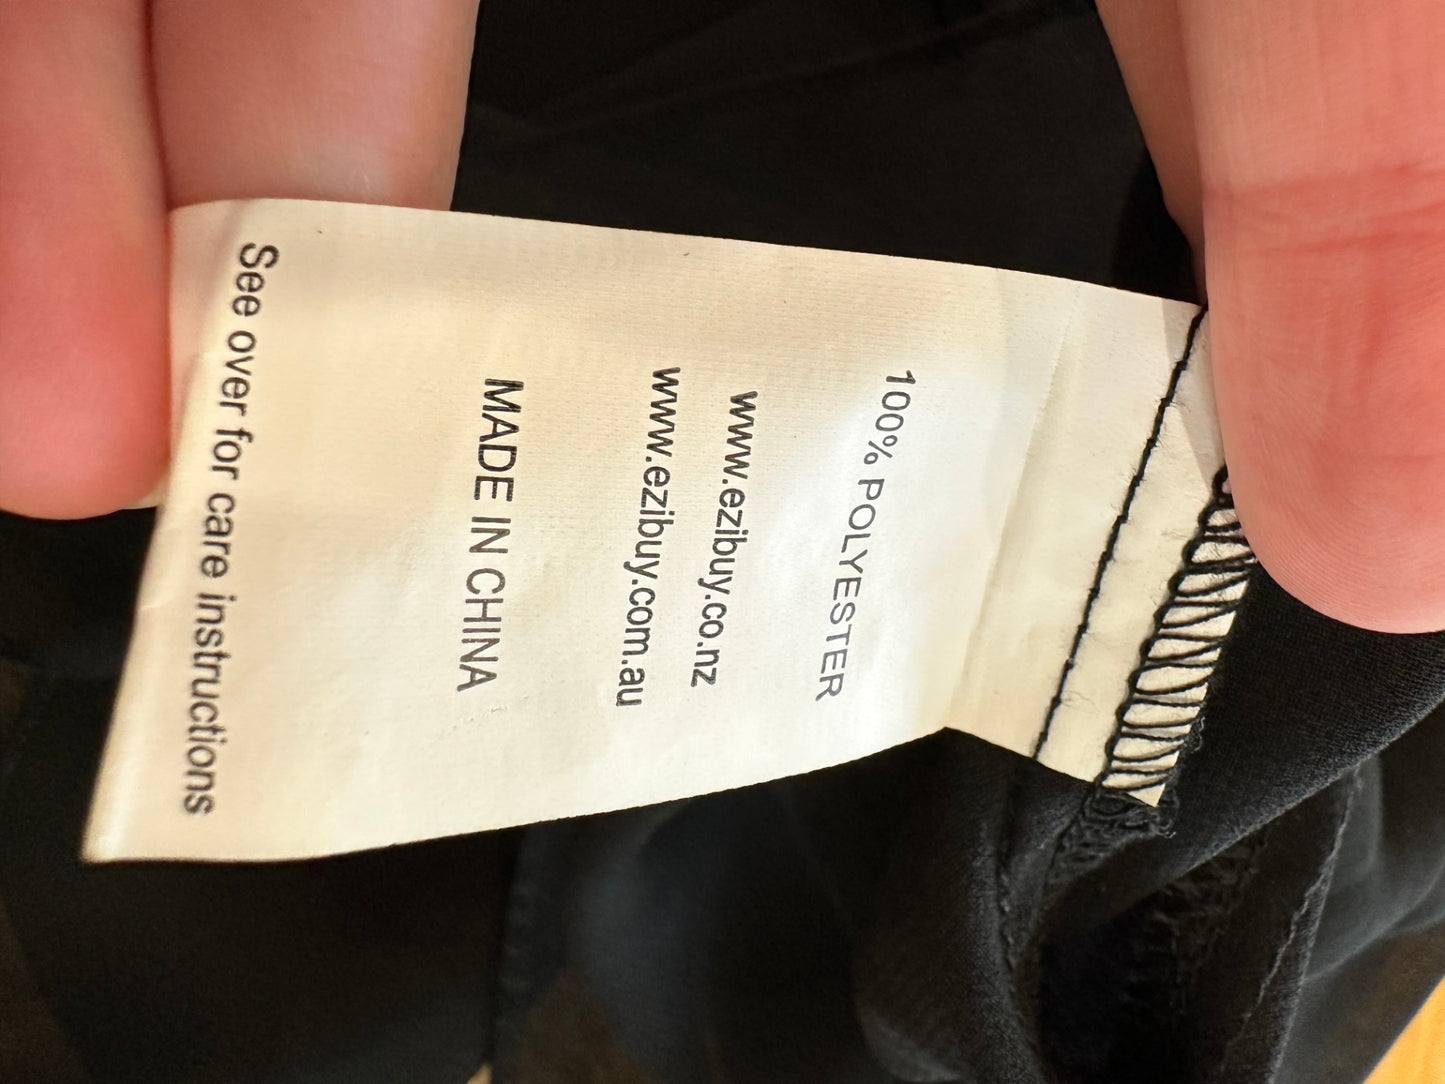 100% POLYESTER
www.ezibuy.co.nz
www.ezibuy.com.au
MADE IN CHINA
See over for care instructions